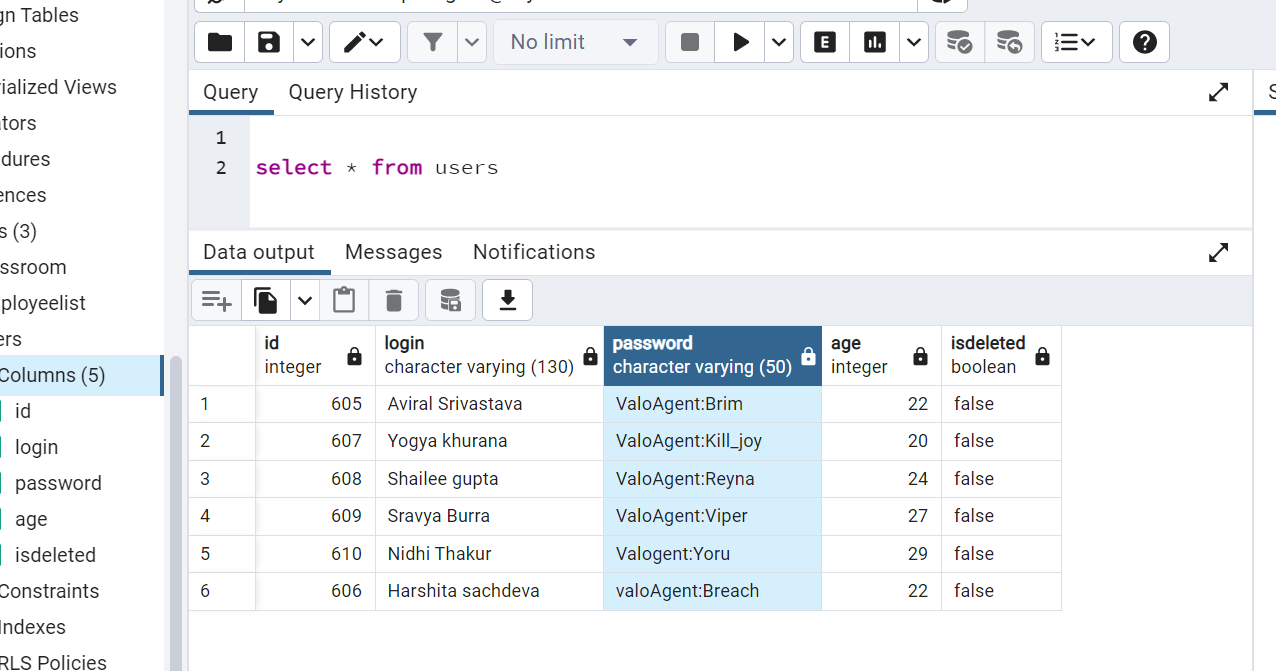 gn Tables
ions
rialized Views
ators
dures
ences
s (3)
ssroom
ployeelist
ers
Columns (5)
id
login
password
age
isdeleted
Constraints
Indexes
RLS Policies
No limit
E
Query Query History
S
1
2 select * from users
Data output Messages Notifications
id login password age isdeleted
integer character varying (130) character varying (50) integer boolean
1 605 Aviral Srivastava ValoAgent:Brim 22 false
2 607 Yogya khurana ValoAgent:Kill_joy 20 false
3 608 Shailee gupta ValoAgent:Reyna 24 false
4 609 Sravya Burra ValoAgent:Viper 27 false
5 610 Nidhi Thakur Valogent:Yoru 29 false
6 606 Harshita sachdeva valoAgent:Breach 22 false